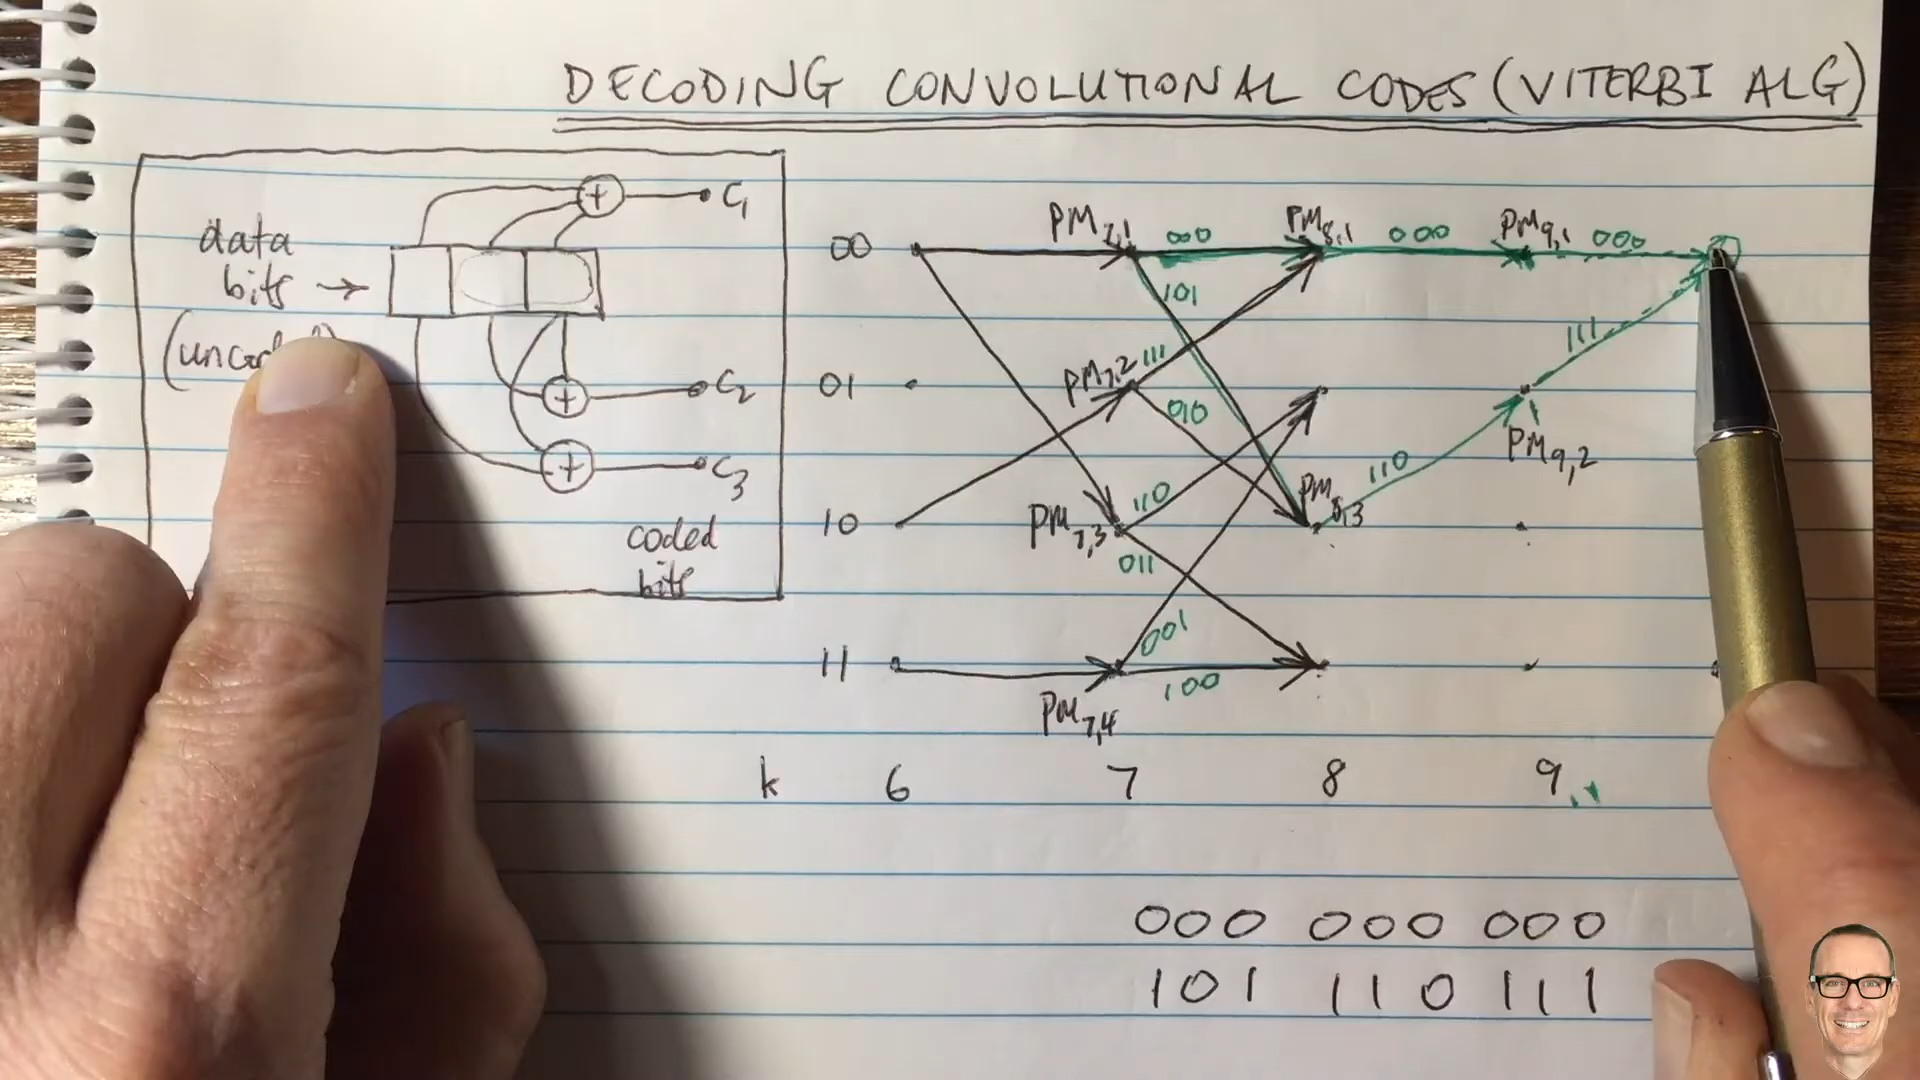 DECODING CONVOLUTIONAL CODES (VITERBI ALG)
data
bits →
+ C1
+ C2
+ C3
coded
bits
00 PM7,1 000 PM8,1 000 PM9,1 000
101
01 PM7,2 111
010
111
PM9,2
10 PM7,3 110
011
PM8,3 110
11 001
100
PM7,4
k 6 7 8 9
000 000 000
101 110 111